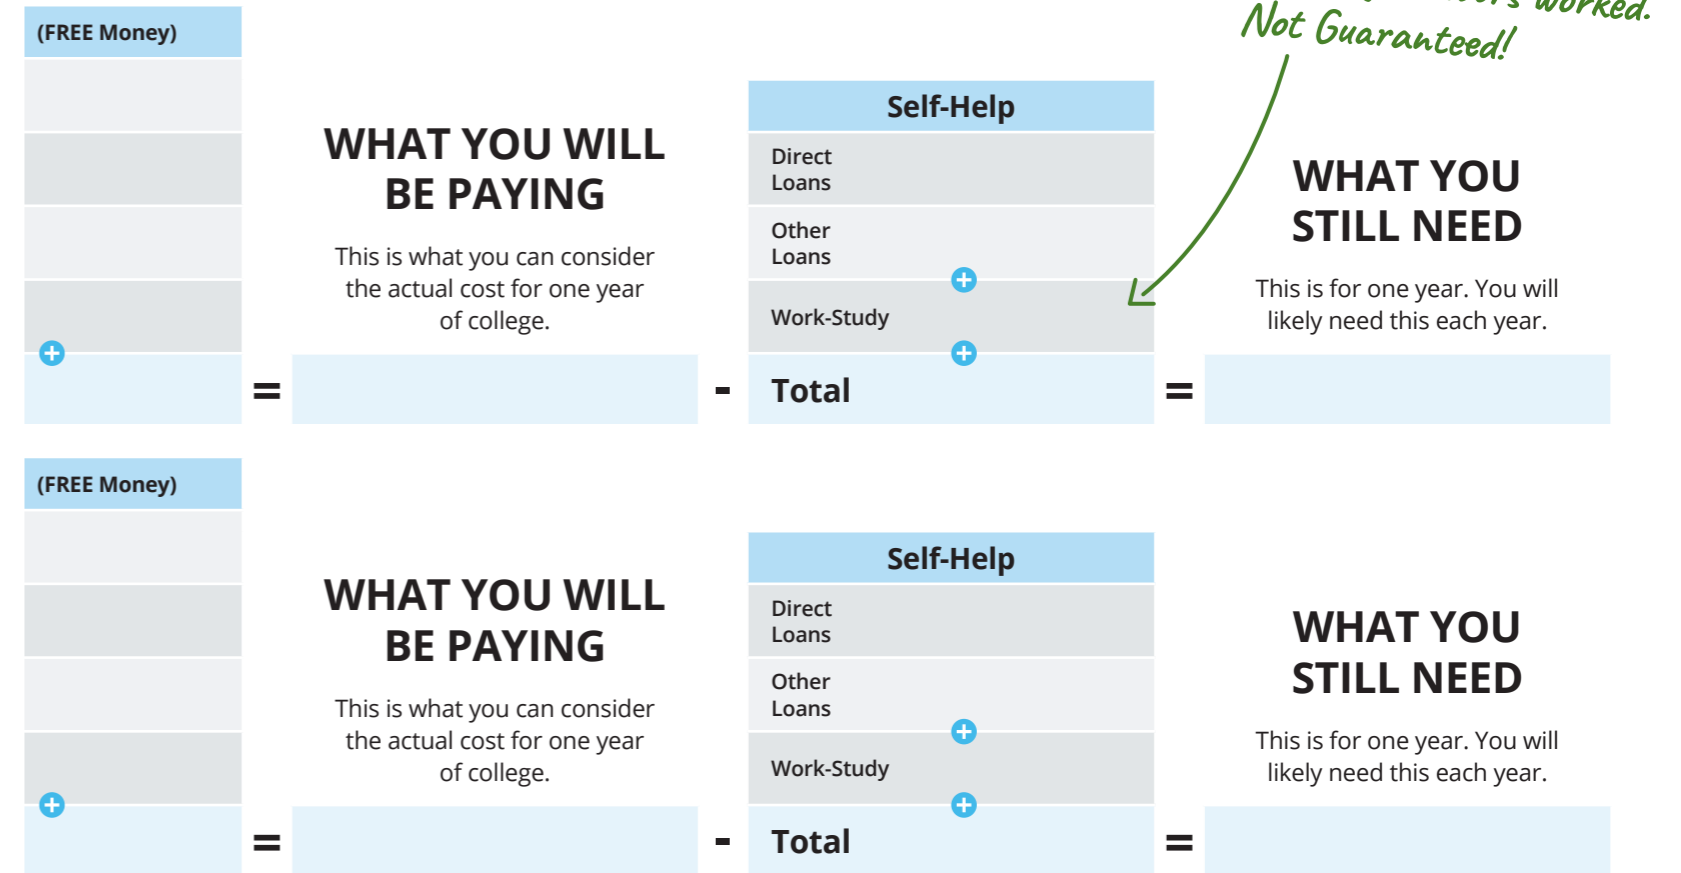 (FREE Money)
worked.
Not Guaranteed!
WHAT YOU WILL
BE PAYING
This is what you can consider
the actual cost for one year
of college.
=
-
Self-Help
Direct
Loans
Other
Loans
+
Work-Study
+
Total
=
WHAT YOU
STILL NEED
This is for one year. You will
likely need this each year.
+
(FREE Money)
WHAT YOU WILL
BE PAYING
This is what you can consider
the actual cost for one year
of college.
=
-
Self-Help
Direct
Loans
Other
Loans
+
Work-Study
+
Total
=
WHAT YOU
STILL NEED
This is for one year. You will
likely need this each year.
+